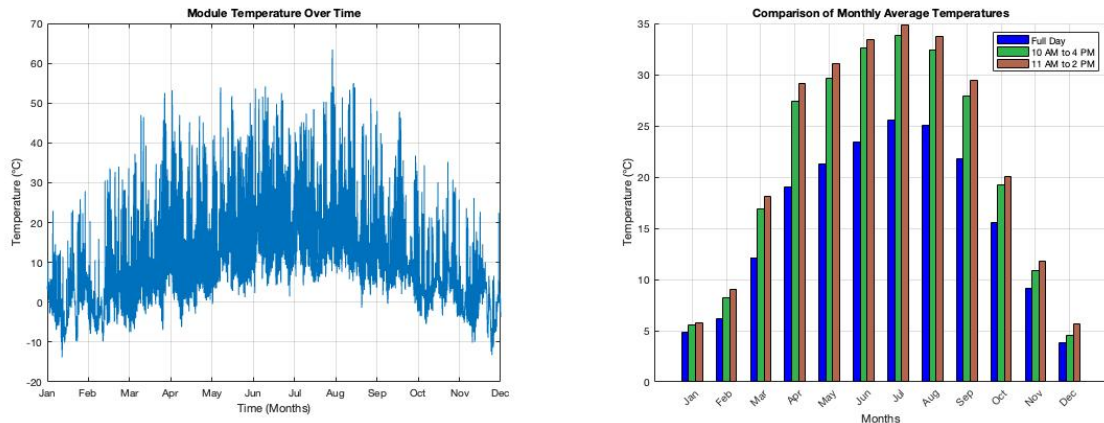 Module Temperature Over Time
70
60
50
40
30
20
10
0
-10
-20
Temperature (°C)
Jan Feb Mar Apr May Jun Jul Aug Sep Oct Nov Dec
Time (Months)
Comparison of Monthly Average Temperatures
Full Day
10 AM to 4 PM
11 AM to 2 PM
35
30
25
20
15
10
5
0
Temperature (°C)
Jan Feb Mar Apr May Jun Jul Aug Sep Oct Nov Dec
Months